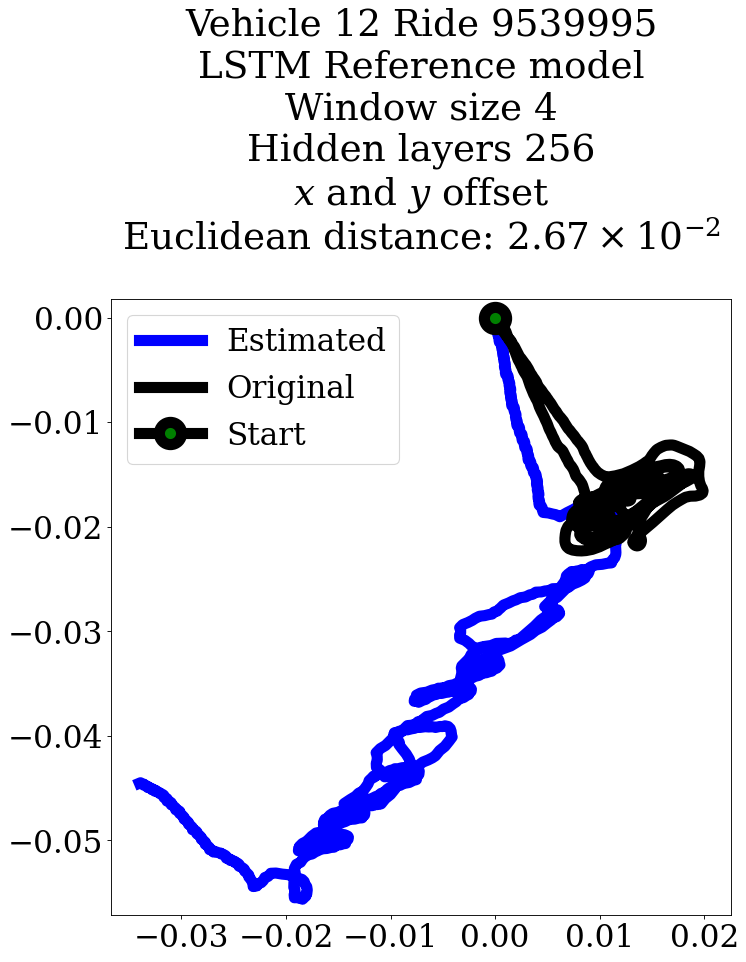 Vehicle 12 Ride 9539995
LSTM Reference model
Window size 4
Hidden layers 256
x and y offset
Euclidean distance: 2.67 × 10⁻²
Estimated
Original
Start
0.00
−0.01
−0.02
−0.03
−0.04
−0.05
−0.03 −0.02 −0.01 0.00 0.01 0.02